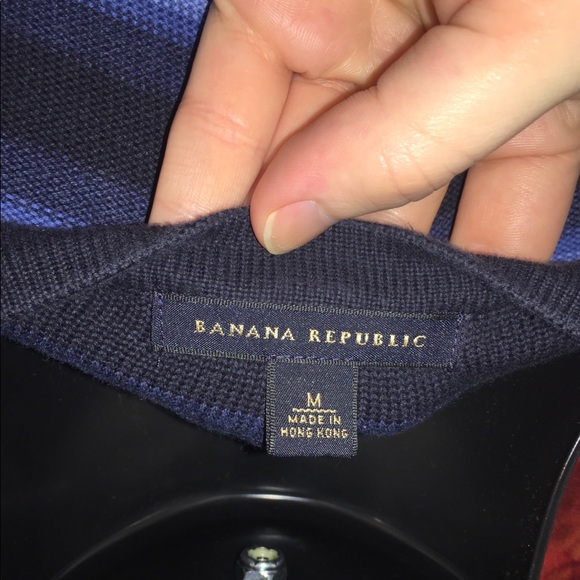 BANANA REPUBLIC
M
MADE IN
HONG KONG